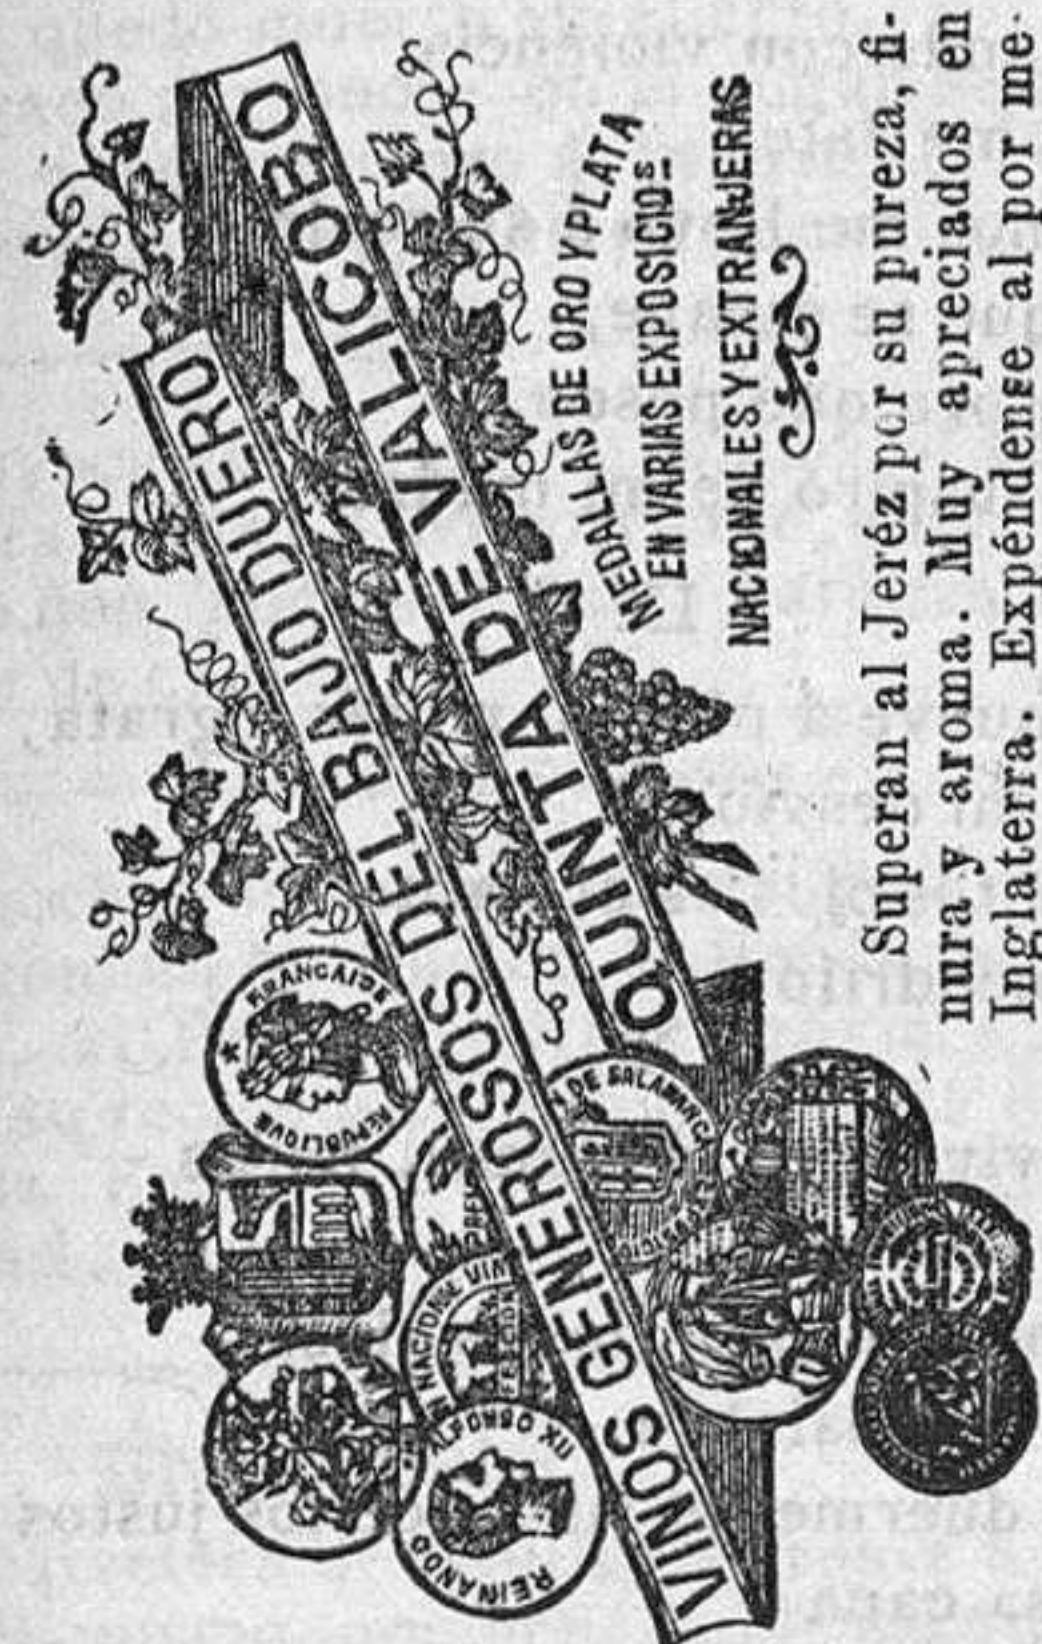 VINOS GENEROSOS DEL BAJO DUERO
QUINTA DE VALICOBO
MEDALLAS DE ORO Y PLATA
EN VARIAS EXPOSICIOS
NACIONALES Y EXTRANJERAS
REPUBLIQUE FRANCAISE
REINANDO ALFONSO XII
DE SALAMANCA
Superan al Jeréz por su pureza, fi-
nura y aroma. Muy apreciados en
Inglaterra. Expéndense al por me-